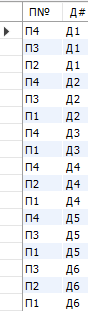 П№ Д#
П4 Д1
П3 Д1
П2 Д1
П4 Д2
П3 Д2
П1 Д2
П4 Д3
П1 Д3
П4 Д4
П2 Д4
П1 Д4
П4 Д5
П3 Д5
П1 Д5
П3 Д6
П2 Д6
П1 Д6